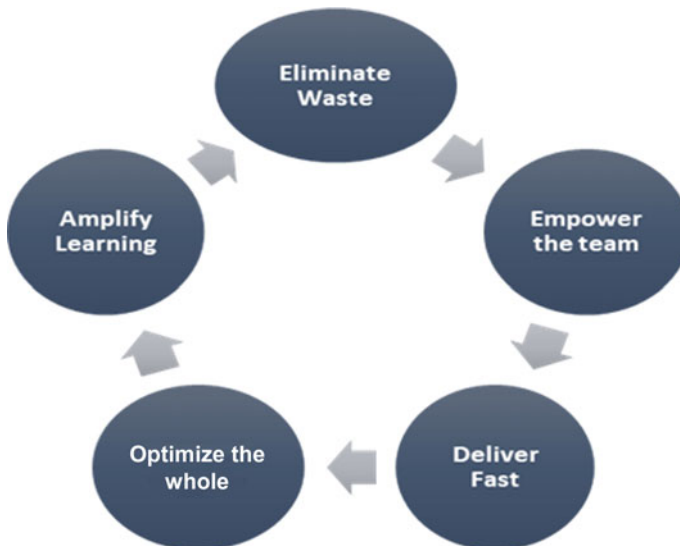 Eliminate
Waste
Empower
the team
Deliver
Fast
Optimize the
whole
Amplify
Learning